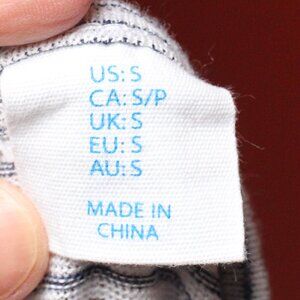 US: S
CA: S/P
UK: S
EU: S
AU: S
MADE IN
CHINA